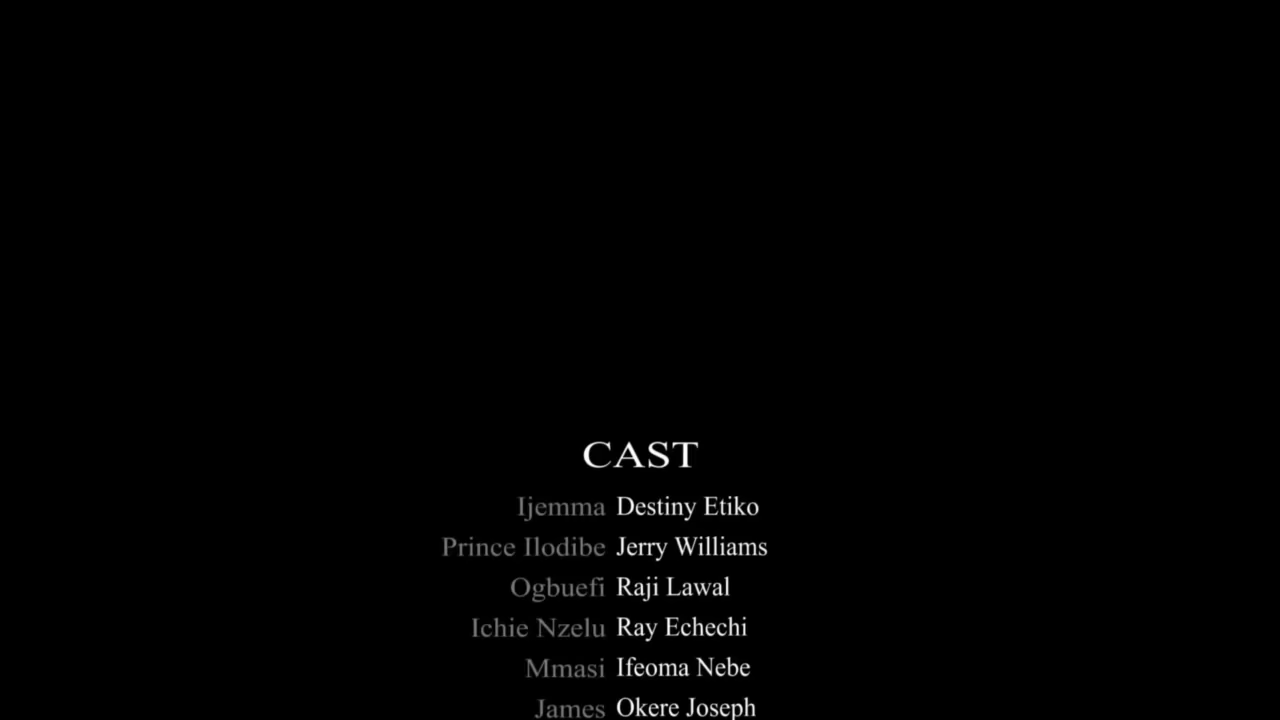 CAST
Ijemma Destiny Etiko
Prince Ilodibe Jerry Williams
Ogbuefi Raji Lawal
Ichie Nzelu Ray Echechi
Mmasi Ifeoma Nebe
James Okere Joseph